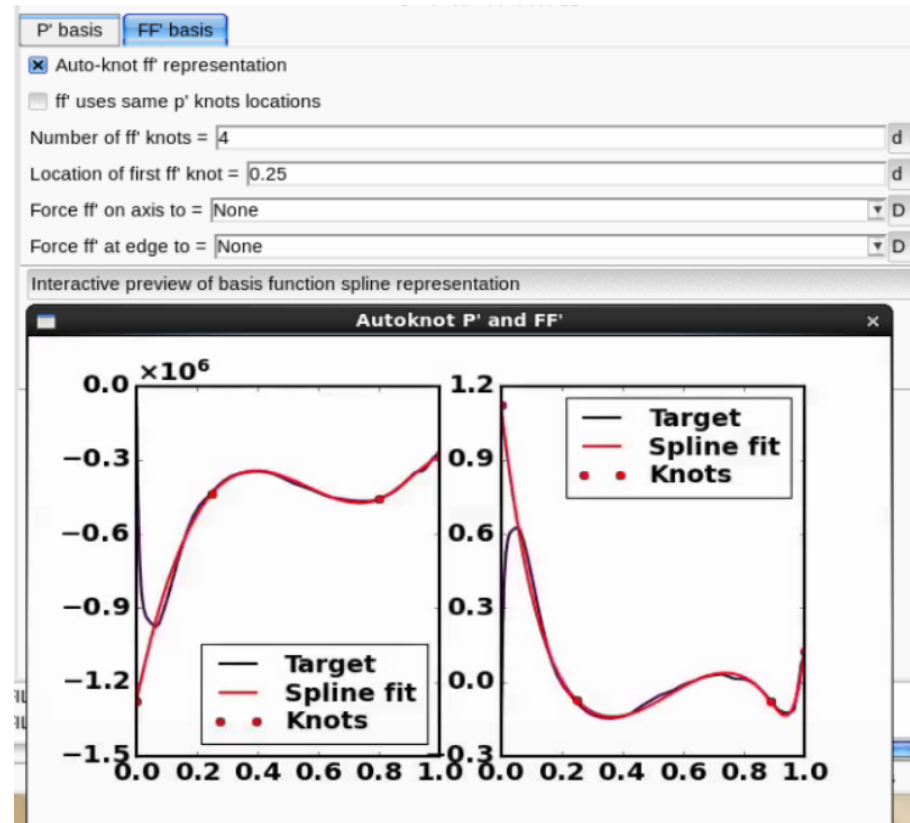 P' basis
FF' basis
Auto-knot ff' representation
ff' uses same p' knots locations
Number of ff' knots = 4 d
Location of first ff' knot = 0.25 d
Force ff' on axis to = None D
Force ff' at edge to = None D
Interactive preview of basis function spline representation
Autoknot P' and FF'
×10⁶
0.0
−0.3
−0.6
−0.9
−1.2
−1.5
0.0 0.2 0.4 0.6 0.8 1.0
Target
Spline fit
Knots
1.2
0.9
0.6
0.3
0.0
0.3
0.0 0.2 0.4 0.6 0.8 1.0
Target
Spline fit
Knots